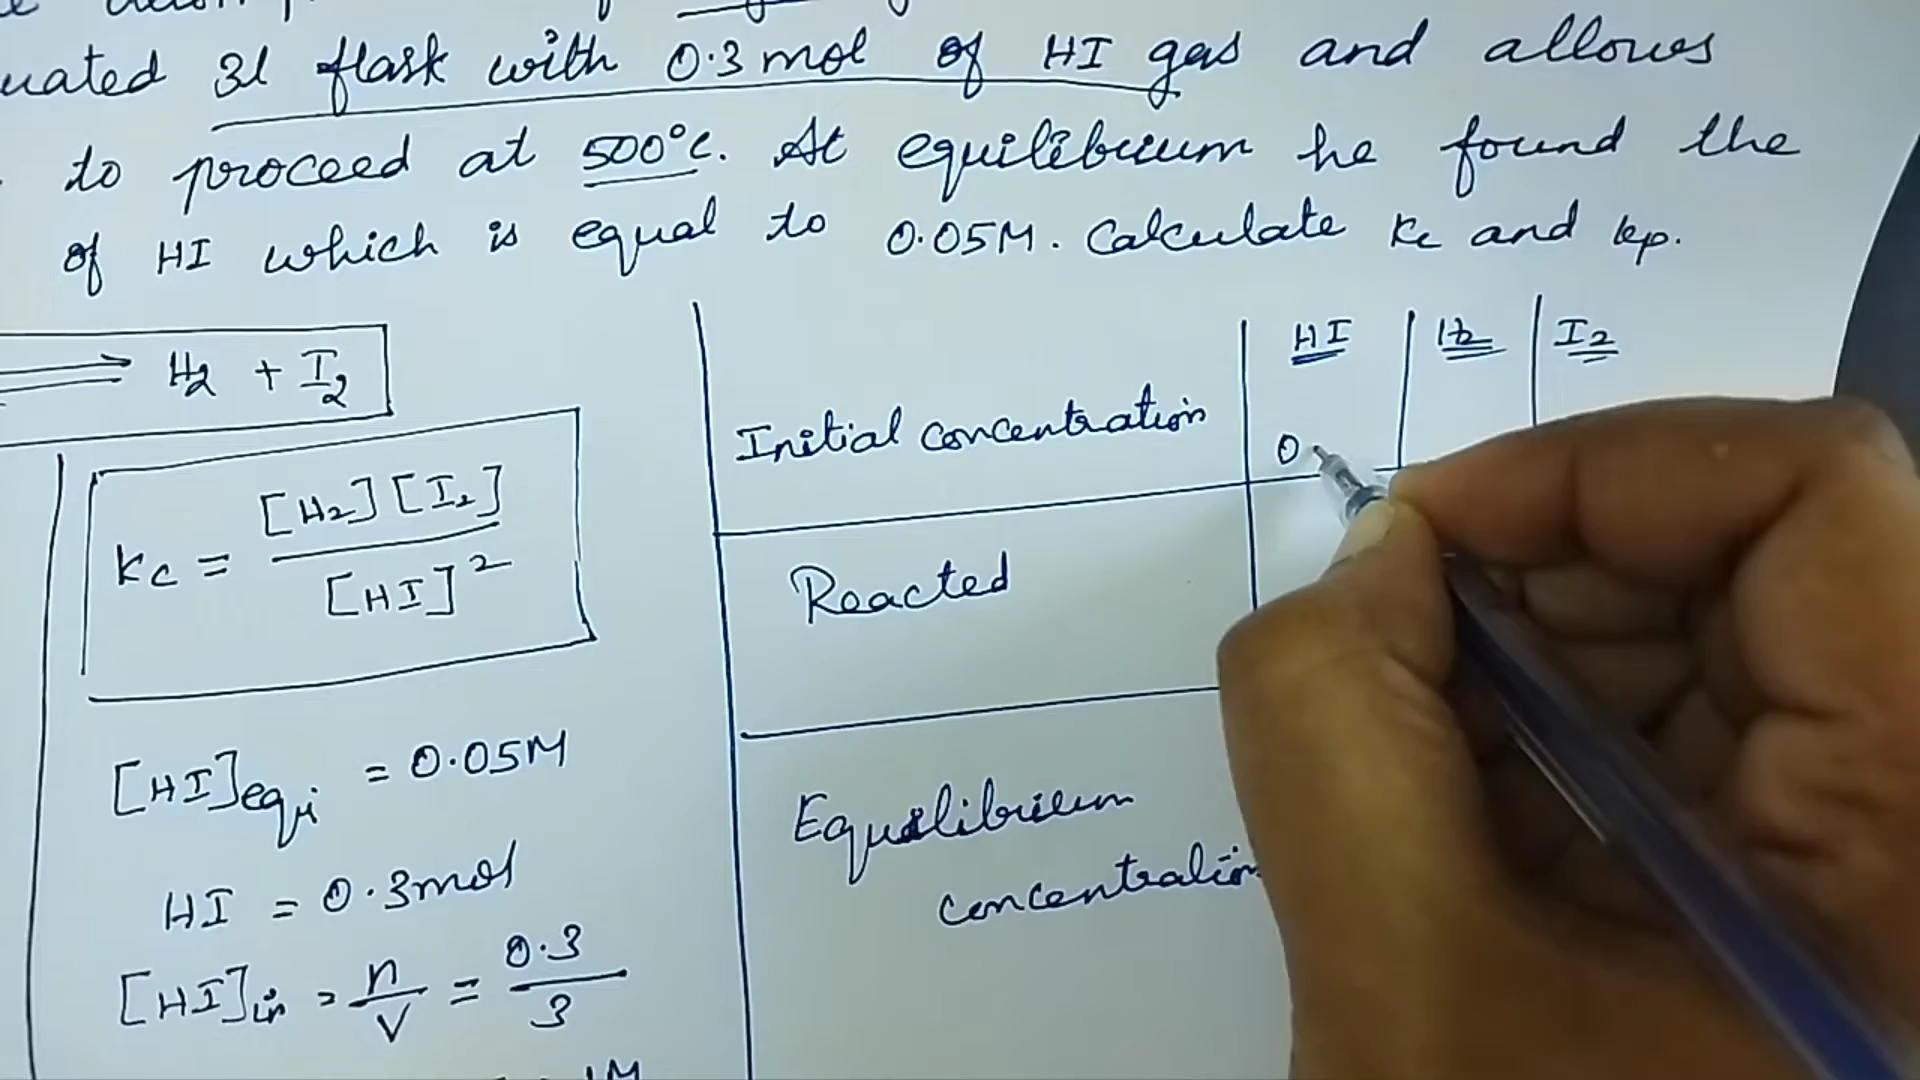 uated 3l flask with 0.3 mol of HI gas and allows
to proceed at 500°c. At equilibrium he found the
of HI which is equal to 0.05M. Calculate Kc and kp.
H2 + I2
HI H2 I2
Initial concentration 0.
Kc = [H2][I2] / [HI]2
Reacted
[HI]equi = 0.05M
Equilibrium
concentration
HI = 0.3mol
[HI]in = n/V = 0.3/3